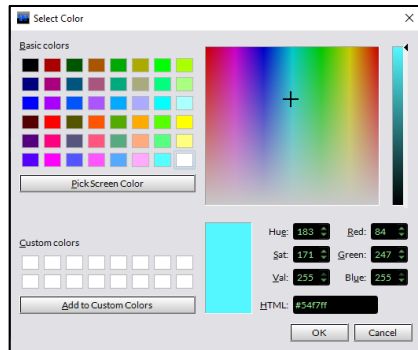 Select Color
Basic colors
Pick Screen Color
Custom colors
Add to Custom Colors
Hue: 183 Red: 84
Sat: 171 Green: 247
Val: 255 Blue: 255
HTML: #54f7ff
OK Cancel